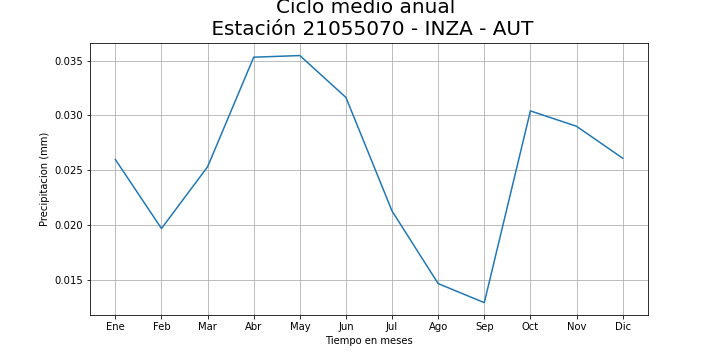 Ciclo medio anual
Estación 21055070 - INZA - AUT
0.035
0.030
0.025
0.020
0.015
Precipitacion (mm)
Ene Feb Mar Abr May Jun Jul Ago Sep Oct Nov Dic
Tiempo en meses